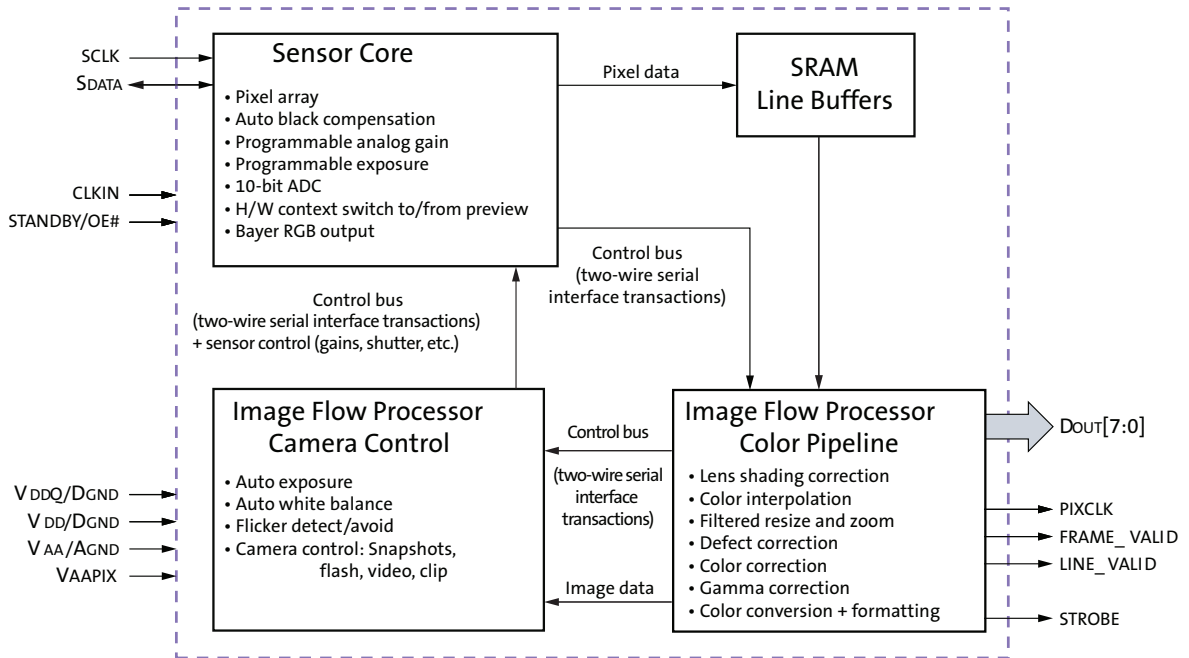 SCLK
SDATA
CLKIN
STANDBY/OE#
VDDQ/DGND
VDD/DGND
VAA/AGND
VAAPIX
Sensor Core
• Pixel array
• Auto black compensation
• Programmable analog gain
• Programmable exposure
• 10-bit ADC
• H/W context switch to/from preview
• Bayer RGB output
Pixel data
SRAM
Line Buffers
Control bus
(two-wire serial
interface transactions)
Control bus
(two-wire serial interface transactions)
+ sensor control (gains, shutter, etc.)
Image Flow Processor
Camera Control
• Auto exposure
• Auto white balance
• Flicker detect/avoid
• Camera control: Snapshots,
flash, video, clip
Control bus
(two-wire serial
interface
transactions)
Image data
Image Flow Processor
Color Pipeline
• Lens shading correction
• Color interpolation
• Filtered resize and zoom
• Defect correction
• Color correction
• Gamma correction
• Color conversion + formatting
DOUT[7:0]
PIXCLK
FRAME_VALID
LINE_VALID
STROBE